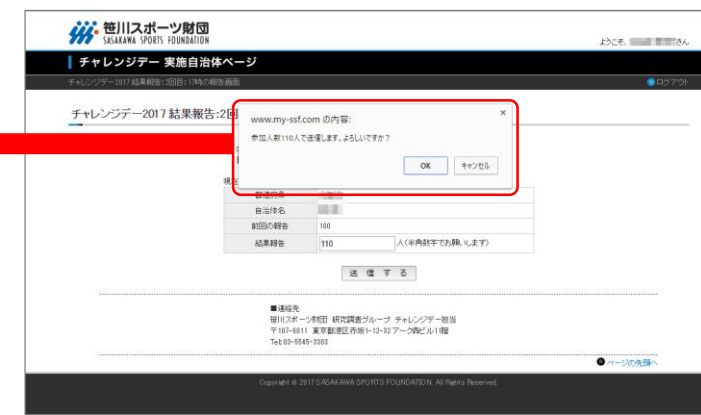 笹川スポーツ財団
SASAKAWA SPORTS FOUNDATION
ようこそ、 さん
チャレンジデー 実施自治体ページ
チャレンジデー2017 結果報告:2回目:17時の報告画面
ログアウト
チャレンジデー2017 結果報告:2回
www.my-ssf.com の内容:
×
参加人数110人で送信します。よろしいですか?
OK キャンセル
現在
都道府県
自治体名
前回の報告 100
結果報告 110 人(半角数字でお願いします)
送 信 す る
■連絡先
笹川スポーツ財団 研究調査グループ チャレンジデー担当
〒107-6011 東京都港区赤坂1-12-32 アーク森ビル11階
Tel:03-5545-3303
ページの先頭へ
Copyright © 2017 SASAKAWA SPORTS FOUNDATION. All Rights Reserved.